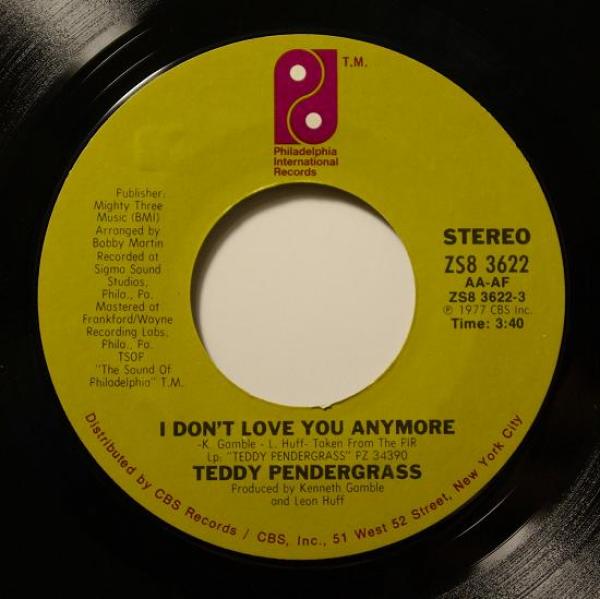 T.M.
Philadelphia
International
Records
Publisher:
Mighty Three
Music (BMI)
Arranged by
Bobby Martin
Recorded at
Sigma Sound
Studios,
Phila., Pa.
Mastered at
Frankford/Wayne
Recording Labs,
Phila., Pa.
TSOF
"The Sound Of
Philadelphia" T.M.
STEREO
ZS8 3622
AA-AF
ZS8 3622-3
℗ 1977 CBS Inc.
Time: 3:40
I DON'T LOVE YOU ANYMORE
-K. Gamble - L. Huff- Taken From The PIR
Lp: "TEDDY PENDERGRASS" PZ 34390
TEDDY PENDERGRASS
Produced by Kenneth Gamble
and Leon Huff
Distributed by CBS Records / CBS, Inc., 51 West 52 Street, New York City